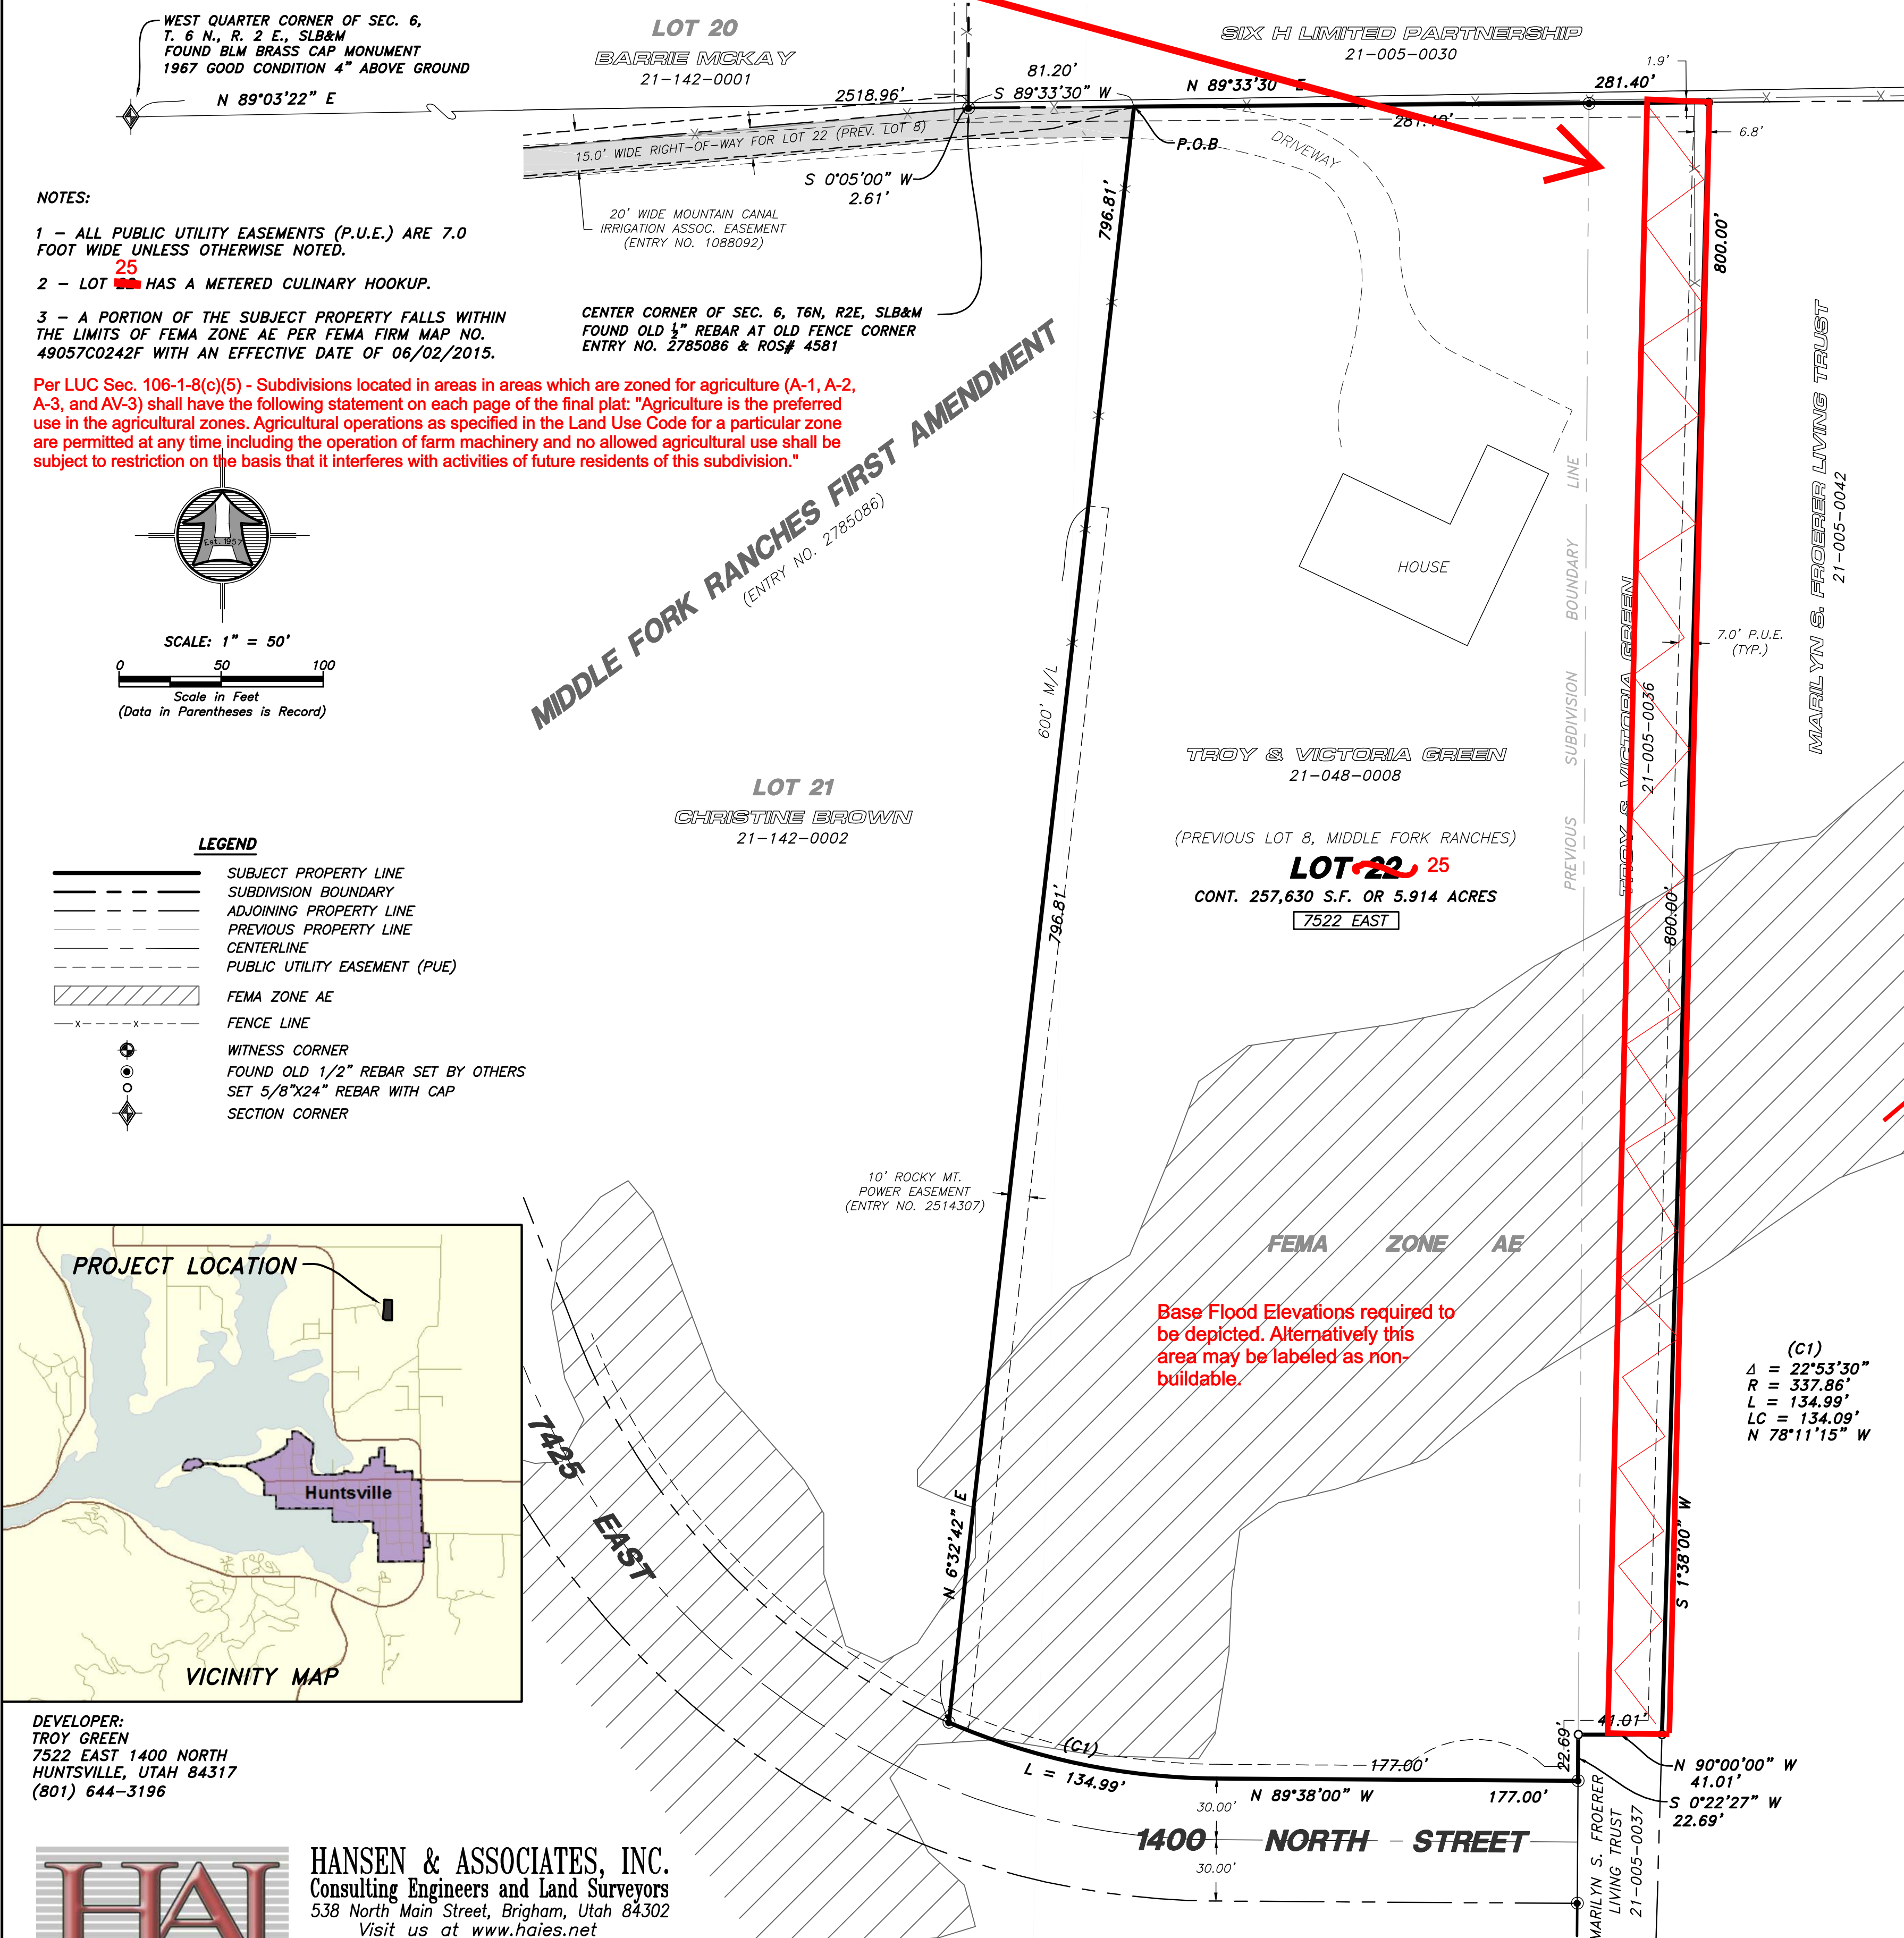 WEST QUARTER CORNER OF SEC. 6,
T. 6 N., R. 2 E., SLB&M
FOUND BLM BRASS CAP MONUMENT
1967 GOOD CONDITION 4" ABOVE GROUND
N 89°03'22" E
LOT 20
BARRIE MCKAY
21-142-0001
2518.96'
81.20'
S 89°33'30" W
SIX H LIMITED PARTNERSHIP
21-005-0030
N 89°33'30 E
281.40'
281.40'
1.9'
6.8'
15.0' WIDE RIGHT-OF-WAY FOR LOT 22 (PREV. LOT 8)
P.O.B
DRIVEWAY
S 0°05'00" W
2.61'
20' WIDE MOUNTAIN CANAL
IRRIGATION ASSOC. EASEMENT
(ENTRY NO. 1088092)
796.81'
800.00'
NOTES:
1 - ALL PUBLIC UTILITY EASEMENTS (P.U.E.) ARE 7.0
FOOT WIDE UNLESS OTHERWISE NOTED.
25
2 - LOT HAS A METERED CULINARY HOOKUP.
3 - A PORTION OF THE SUBJECT PROPERTY FALLS WITHIN
THE LIMITS OF FEMA ZONE AE PER FEMA FIRM MAP NO.
49057C0242F WITH AN EFFECTIVE DATE OF 06/02/2015.
CENTER CORNER OF SEC. 6, T6N, R2E, SLB&M
FOUND OLD ½" REBAR AT OLD FENCE CORNER
ENTRY NO. 2785086 & ROS# 4581
Per LUC Sec. 106-1-8(c)(5) - Subdivisions located in areas in areas which are zoned for agriculture (A-1, A-2,
A-3, and AV-3) shall have the following statement on each page of the final plat: "Agriculture is the preferred
use in the agricultural zones. Agricultural operations as specified in the Land Use Code for a particular zone
are permitted at any time including the operation of farm machinery and no allowed agricultural use shall be
subject to restriction on the basis that it interferes with activities of future residents of this subdivision."
Est. 1957
SCALE: 1" = 50'
0 50 100
Scale in Feet
(Data in Parentheses is Record)
MIDDLE FORK RANCHES FIRST AMENDMENT
(ENTRY NO. 2785086)
HOUSE
PREVIOUS SUBDIVISION BOUNDARY LINE
TROY & VICTORIA GREEN
21-005-0036
MARILYN S. FROERER LIVING TRUST
21-005-0042
7.0' P.U.E.
(TYP.)
600' M/L
TROY & VICTORIA GREEN
21-048-0008
(PREVIOUS LOT 8, MIDDLE FORK RANCHES)
LOT 22 25
CONT. 257,630 S.F. OR 5.914 ACRES
7522 EAST
LOT 21
CHRISTINE BROWN
21-142-0002
796.81'
800.00'
LEGEND
SUBJECT PROPERTY LINE
SUBDIVISION BOUNDARY
ADJOINING PROPERTY LINE
PREVIOUS PROPERTY LINE
CENTERLINE
PUBLIC UTILITY EASEMENT (PUE)
FEMA ZONE AE
FENCE LINE
WITNESS CORNER
FOUND OLD 1/2" REBAR SET BY OTHERS
SET 5/8"X24" REBAR WITH CAP
SECTION CORNER
10' ROCKY MT.
POWER EASEMENT
(ENTRY NO. 2514307)
FEMA ZONE AE
Base Flood Elevations required to
be depicted. Alternatively this
area may be labeled as non-
buildable.
(C1)
Δ = 22°53'30"
R = 337.86'
L = 134.99'
LC = 134.09'
N 78°11'15" W
PROJECT LOCATION
Huntsville
VICINITY MAP
7425 EAST
N 6°32'42" E
S 1°38'00" W
(C1)
L = 134.99'
177.00'
N 89°38'00" W
177.00'
22.69'
41.01'
N 90°00'00" W
41.01'
S 0°22'27" W
22.69'
30.00'
1400 NORTH STREET
30.00'
MARILYN S. FROERER
LIVING TRUST
21-005-0037
DEVELOPER:
TROY GREEN
7522 EAST 1400 NORTH
HUNTSVILLE, UTAH 84317
(801) 644-3196
HAI
HANSEN & ASSOCIATES, INC.
Consulting Engineers and Land Surveyors
538 North Main Street, Brigham, Utah 84302
Visit us at www.haies.net